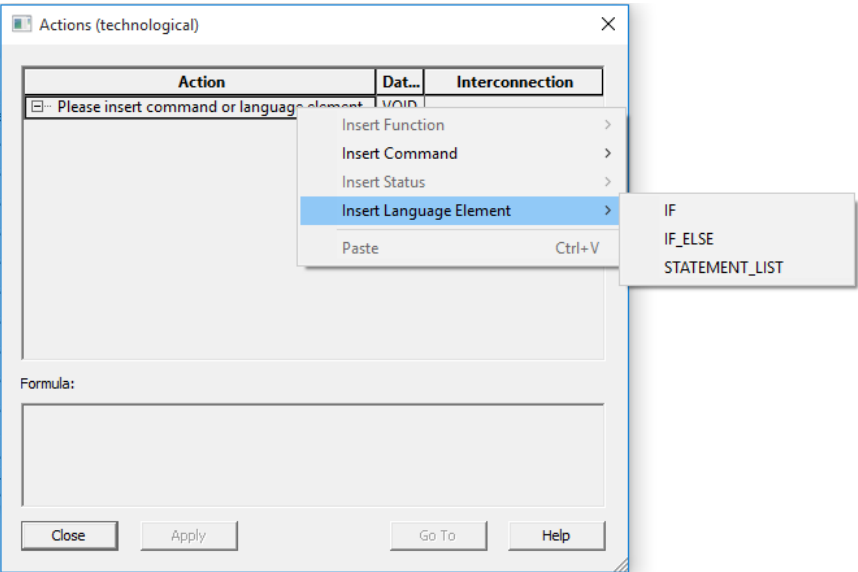 Actions (technological)
Action Dat... Interconnection
Please insert command or language element VOID
Insert Function
Insert Command
Insert Status
Insert Language Element
Paste Ctrl+V
IF
IF_ELSE
STATEMENT_LIST
Formula:
Close Apply Go To Help